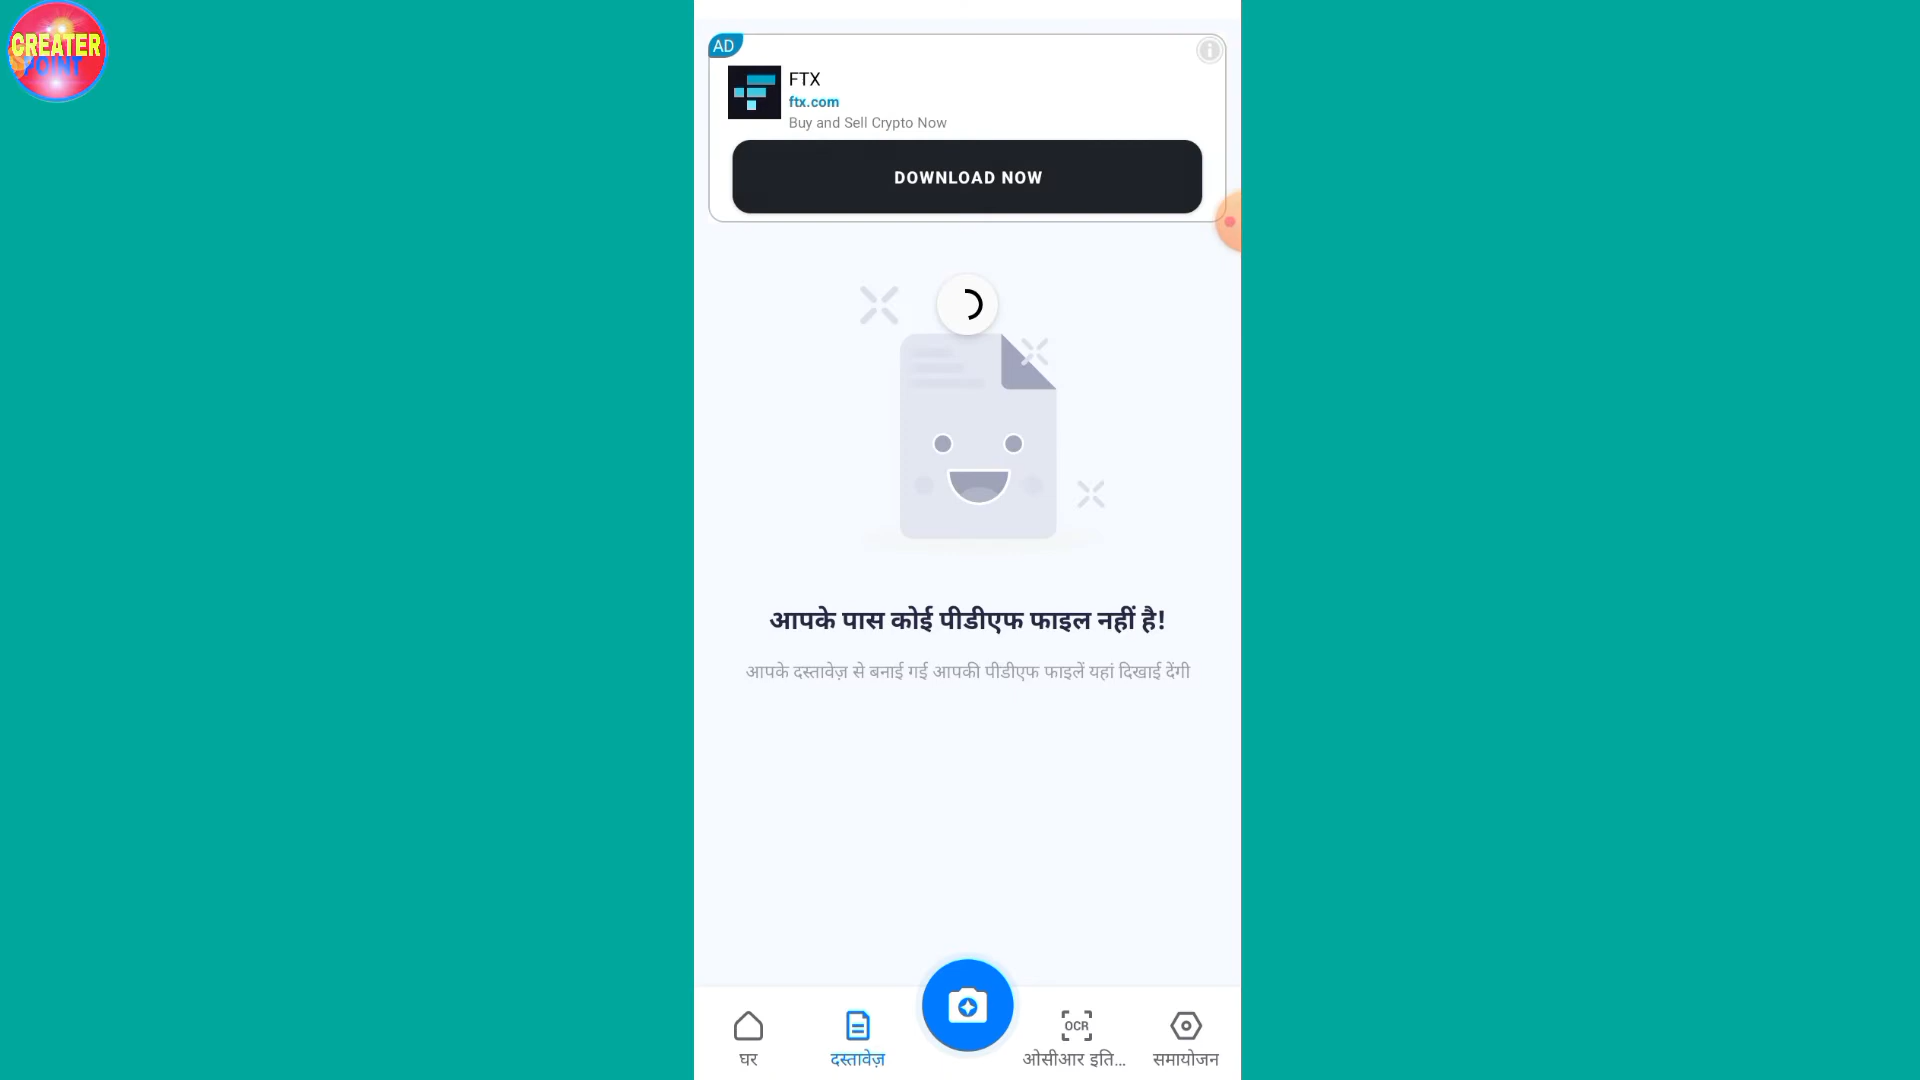 CREATER
POINT
AD
FTX
ftx.com
Buy and Sell Crypto Now
DOWNLOAD NOW
आपके पास कोई पीडीएफ फाइल नहीं है!
आपके दस्तावेज़ से बनाई गई आपकी पीडीएफ फाइलें यहां दिखाई देंगी
OCR
घर
दस्तावेज़
ओसीआर इति...
समायोजन